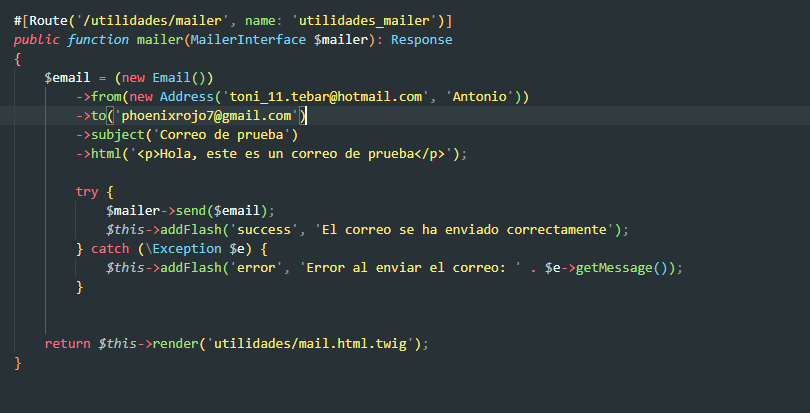 #[Route('/utilidades/mailer', name: 'utilidades_mailer')]
public function mailer(MailerInterface $mailer): Response
{
    $email = (new Email())
        ->from(new Address('toni_11.tebar@hotmail.com', 'Antonio'))
        ->to('phoenixrojo7@gmail.com')
        ->subject('Correo de prueba')
        ->html('<p>Hola, este es un correo de prueba</p>');
        try {
            $mailer->send($email);
            $this->addFlash('success', 'El correo se ha enviado correctamente');
        } catch (\Exception $e) {
            $this->addFlash('error', 'Error al enviar el correo: ' . $e->getMessage());
        }
    return $this->render('utilidades/mail.html.twig');
}